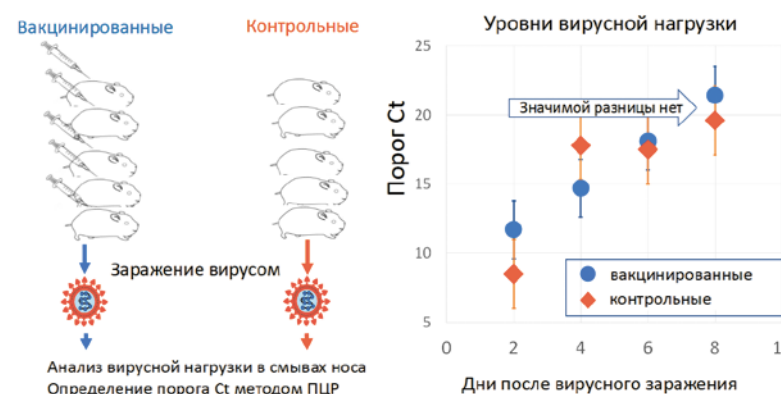 Вакцинированные
Контрольные
Заражение вирусом
Анализ вирусной нагрузки в смывах носа
Определение порога Ct методом ПЦР
Уровни вирусной нагрузки
Порог Ct
25
20
15
10
5
Значимой разницы нет
вакцинированные
контрольные
0
2
4
6
8
Дни после вирусного заражения